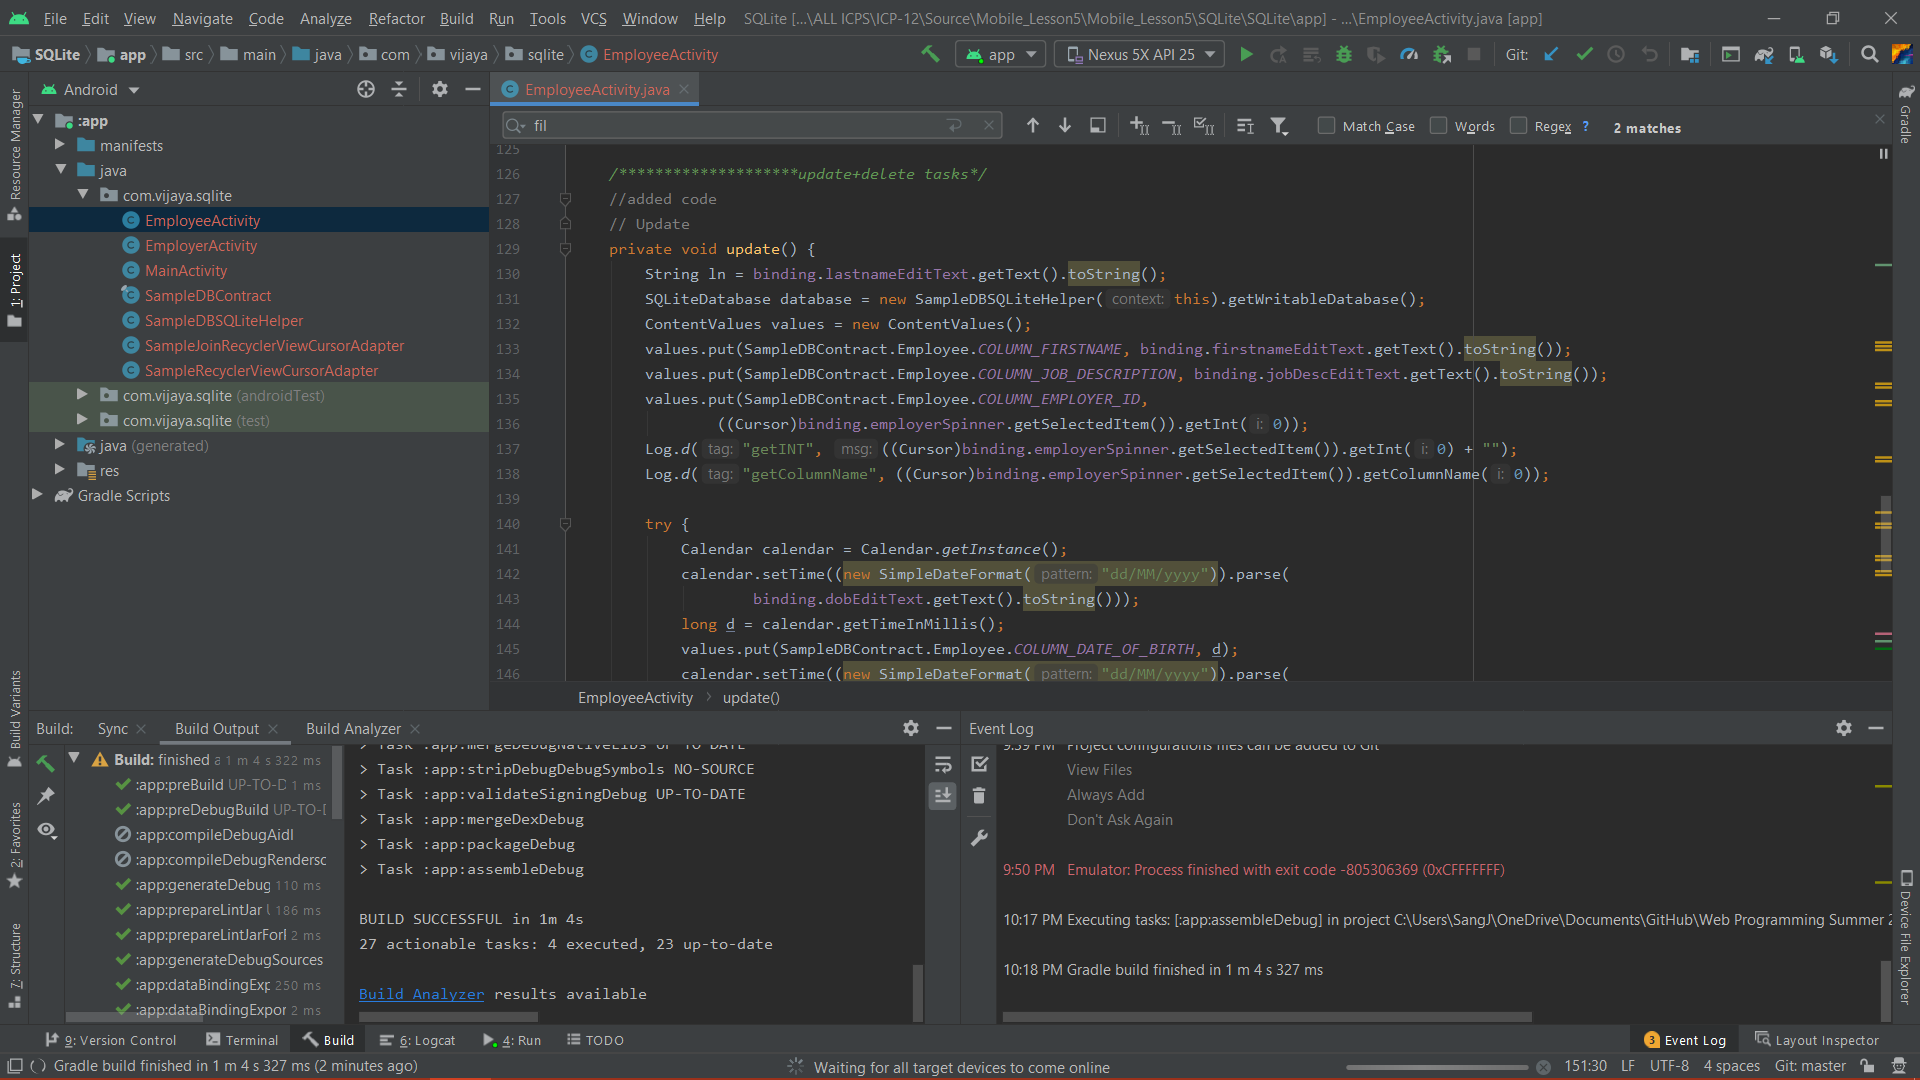 File Edit View Navigate Code Analyze Refactor Build Run Tools VCS Window Help SQLite [...\ALL ICPS\ICP-12\Source\Mobile_Lesson5\Mobile_Lesson5\SQLite\SQLite\app] - ...\EmployeeActivity.java [app]
SQLite app src main java com vijaya sqlite EmployeeActivity app Nexus 5X API 25 Git:
Android
EmployeeActivity.java
fil
Match Case Words Regex ? 2 matches
:app
manifests
java
com.vijaya.sqlite
EmployeeActivity
EmployerActivity
MainActivity
SampleDBContract
SampleDBSQLiteHelper
SampleJoinRecyclerViewCursorAdapter
SampleRecyclerViewCursorAdapter
com.vijaya.sqlite (androidTest)
com.vijaya.sqlite (test)
java (generated)
res
Gradle Scripts
Resource Manager
1: Project
Build Variants
2: Favorites
7: Structure
125
126 /********************update+delete tasks*/
127 //added code
128 // Update
129 private void update() {
130 String ln = binding.lastnameEditText.getText().toString();
131 SQLiteDatabase database = new SampleDBSQLiteHelper( context: this).getWritableDatabase();
132 ContentValues values = new ContentValues();
133 values.put(SampleDBContract.Employee.COLUMN_FIRSTNAME, binding.firstnameEditText.getText().toString());
134 values.put(SampleDBContract.Employee.COLUMN_JOB_DESCRIPTION, binding.jobDescEditText.getText().toString());
135 values.put(SampleDBContract.Employee.COLUMN_EMPLOYER_ID,
136 ((Cursor)binding.employerSpinner.getSelectedItem()).getInt( i: 0));
137 Log.d( tag: "getINT", msg: ((Cursor)binding.employerSpinner.getSelectedItem()).getInt( i: 0) + "");
138 Log.d( tag: "getColumnName", ((Cursor)binding.employerSpinner.getSelectedItem()).getColumnName( i: 0));
139
140 try {
141 Calendar calendar = Calendar.getInstance();
142 calendar.setTime((new SimpleDateFormat( pattern: "dd/MM/yyyy")).parse(
143 binding.dobEditText.getText().toString()));
144 long d = calendar.getTimeInMillis();
145 values.put(SampleDBContract.Employee.COLUMN_DATE_OF_BIRTH, d);
146 calendar.setTime((new SimpleDateFormat( pattern: "dd/MM/yyyy")).parse(
EmployeeActivity update()
Gradle
Device File Explorer
Build: Sync Build Output Build Analyzer
Build: finished a 1 m 4 s 322 ms
:app:preBuild UP-TO-D 1 ms
:app:preDebugBuild UP-TO-D
:app:compileDebugAidl
:app:compileDebugRendersc
:app:generateDebug 110 ms
:app:prepareLintJar U 186 ms
:app:prepareLintJarForl 2 ms
:app:generateDebugSources
:app:dataBindingExp 250 ms
:app:dataBindingExpor 2 ms
> Task :app:mergeDebugNativeLibs UP-TO-DATE
> Task :app:stripDebugDebugSymbols NO-SOURCE
> Task :app:validateSigningDebug UP-TO-DATE
> Task :app:mergeDexDebug
> Task :app:packageDebug
> Task :app:assembleDebug
BUILD SUCCESSFUL in 1m 4s
27 actionable tasks: 4 executed, 23 up-to-date
Build Analyzer results available
Event Log
9:39 PM Project configurations files can be added to Git
View Files
Always Add
Don't Ask Again
9:50 PM Emulator: Process finished with exit code -805306369 (0xCFFFFFFF)
10:17 PM Executing tasks: [:app:assembleDebug] in project C:\Users\SangJ\OneDrive\Documents\GitHub\Web Programming Summer 2
10:18 PM Gradle build finished in 1 m 4 s 327 ms
9: Version Control Terminal Build 6: Logcat 4: Run TODO 3 Event Log Layout Inspector
Gradle build finished in 1 m 4 s 327 ms (2 minutes ago) Waiting for all target devices to come online 151:30 LF UTF-8 4 spaces Git: master